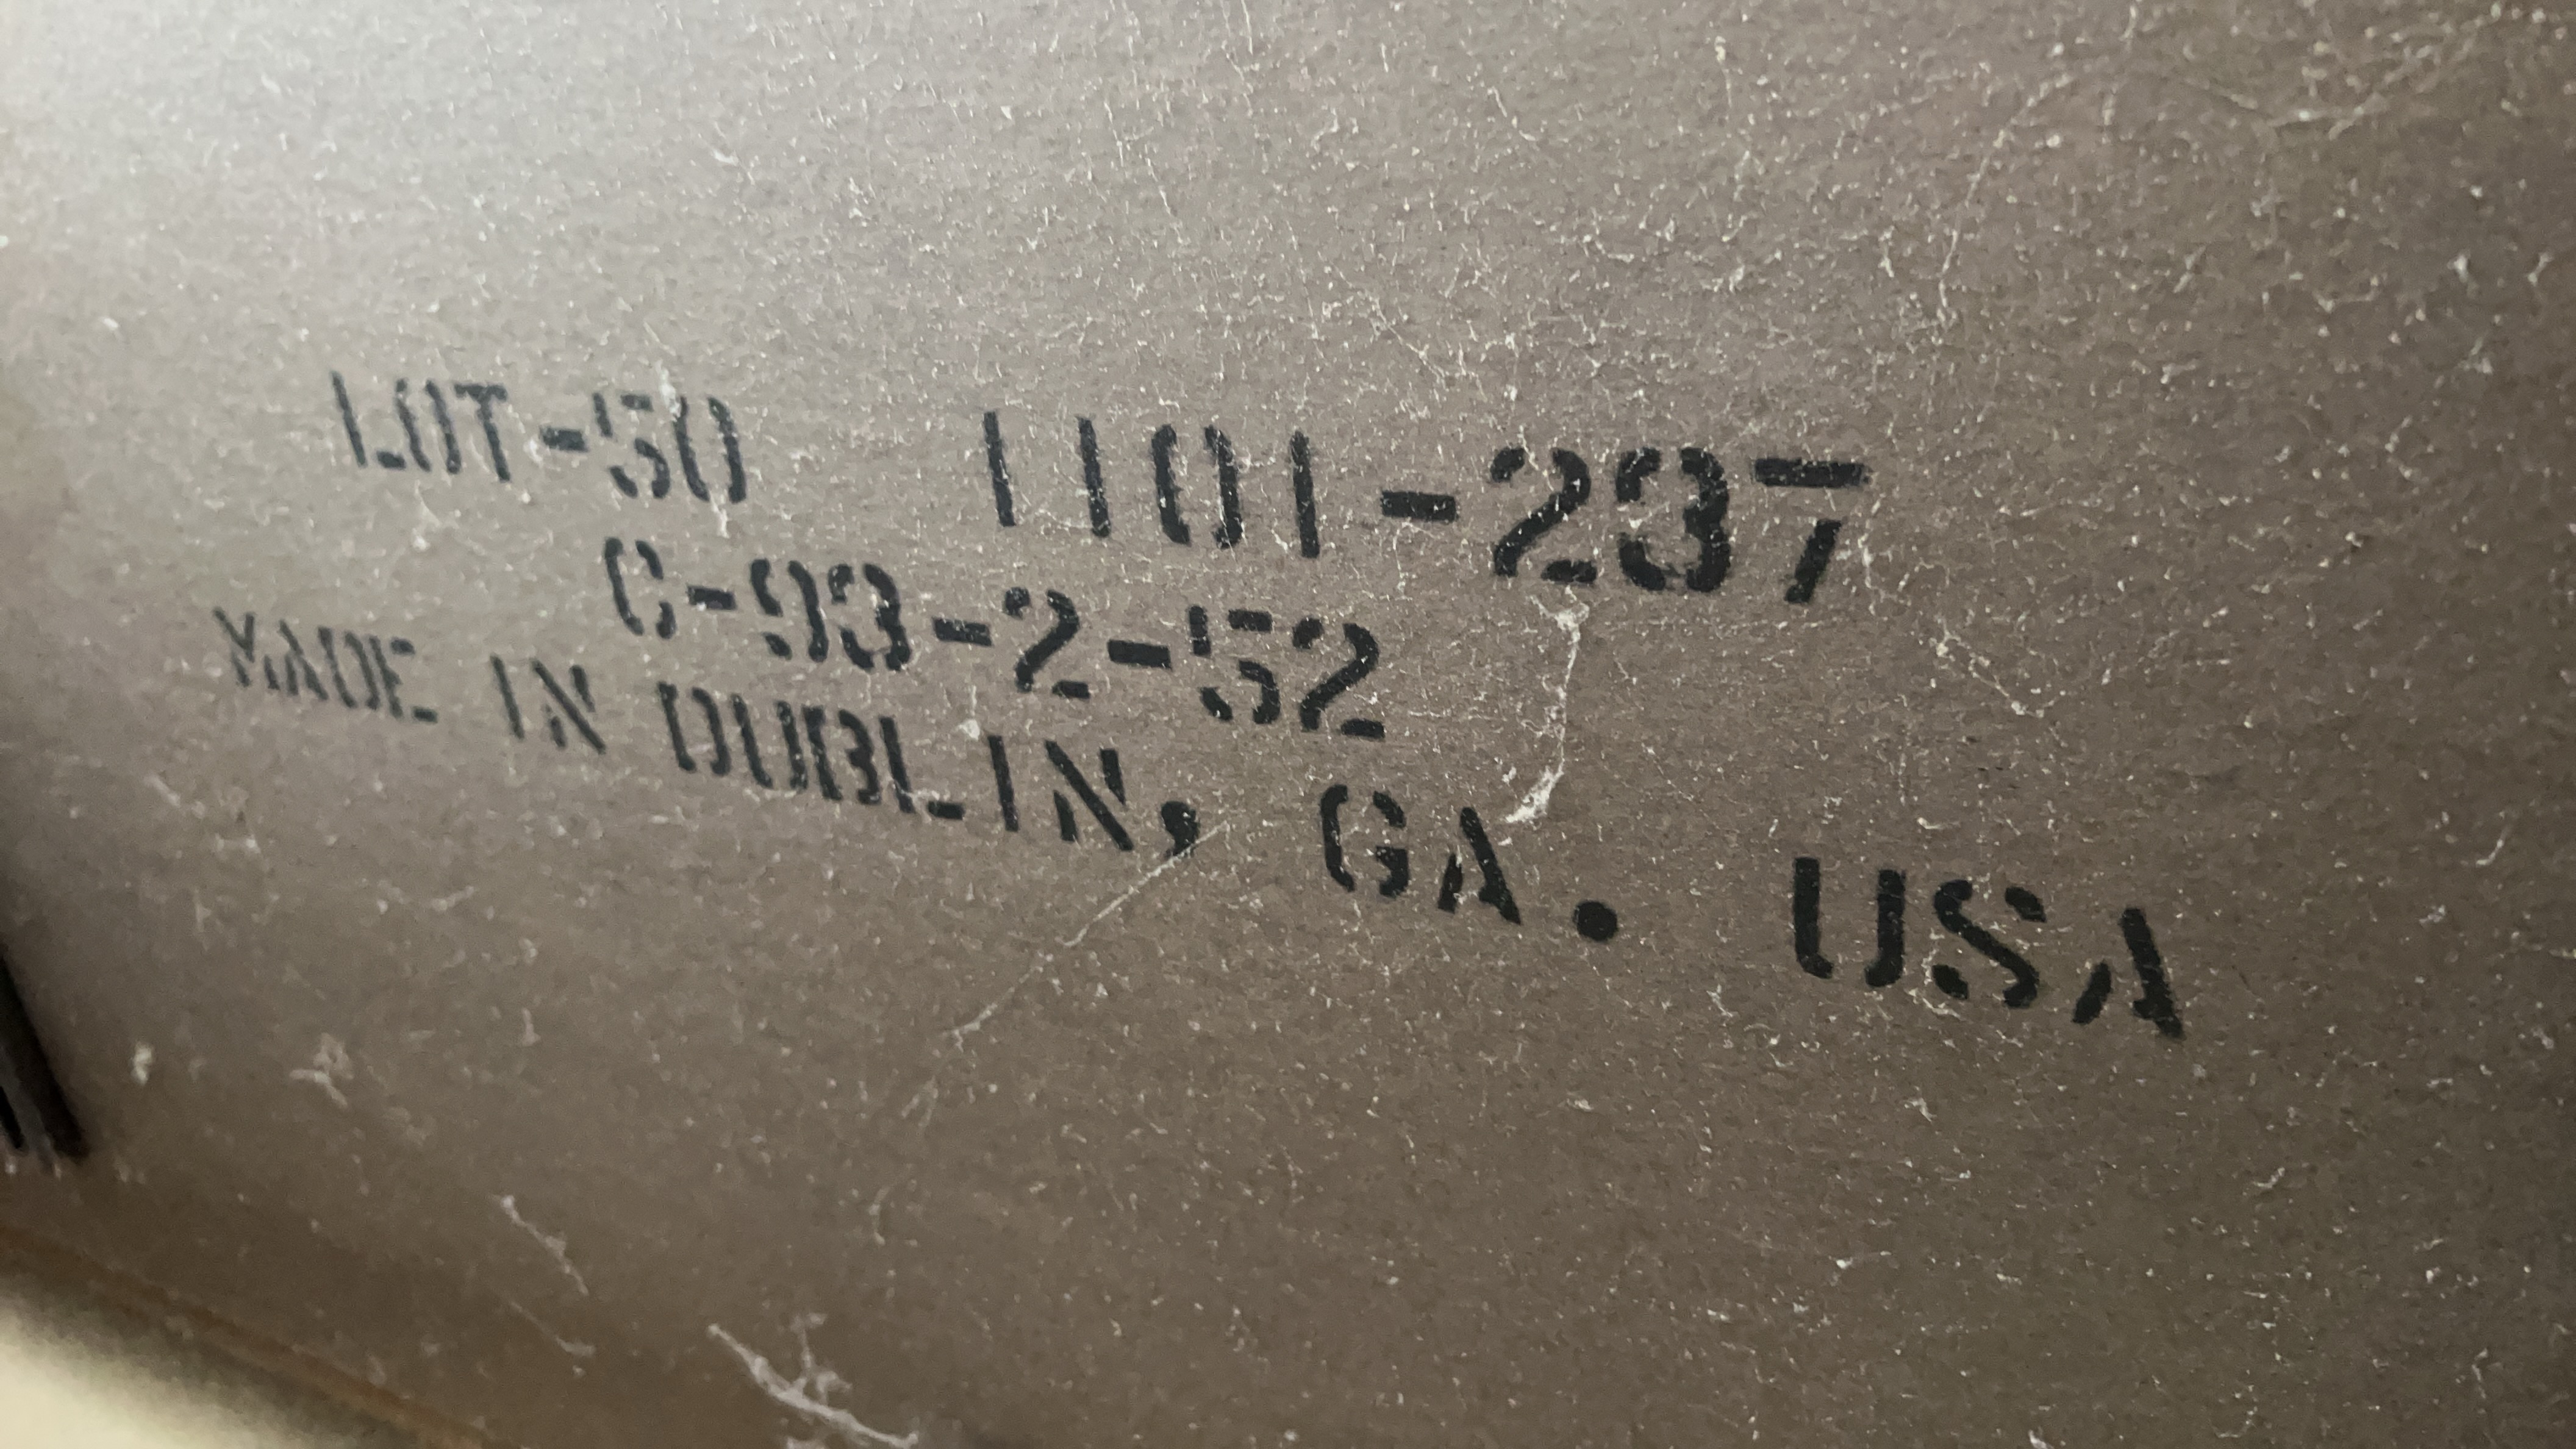 LOT-50 1101-237
C-93-2-52
MADE IN DUBLIN, GA. USA